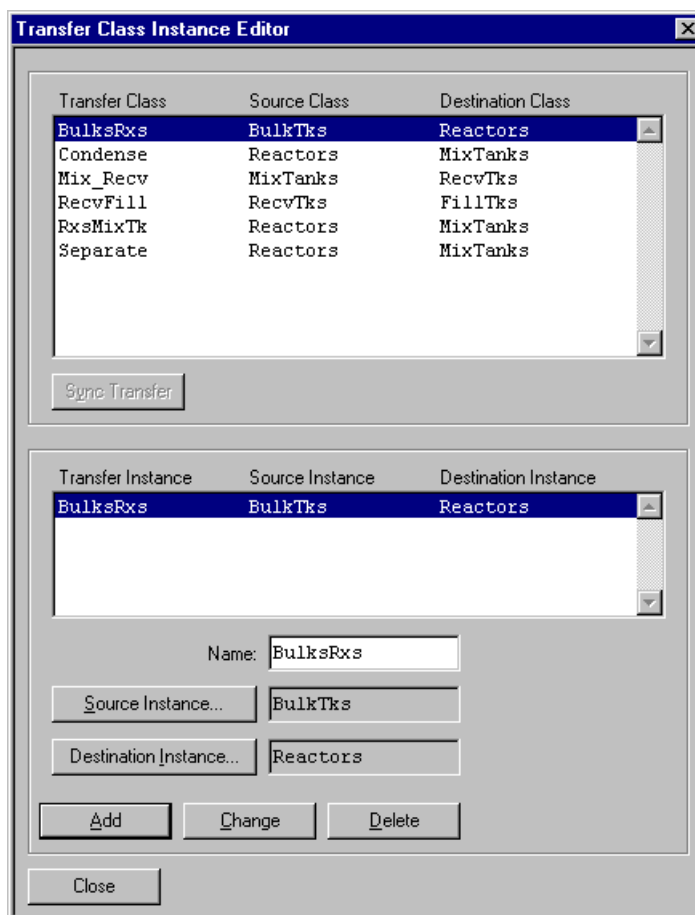 Transfer Class Instance Editor
Transfer Class Source Class Destination Class
BulksRxs BulkTks Reactors
Condense Reactors MixTanks
Mix_Recv MixTanks RecvTks
RecvFill RecvTks FillTks
RxsMixTk Reactors MixTanks
Separate Reactors MixTanks
Sync Transfer
Transfer Instance Source Instance Destination Instance
BulksRxs BulkTks Reactors
Name: BulksRxs
Source Instance... BulkTks
Destination Instance... Reactors
Add Change Delete
Close